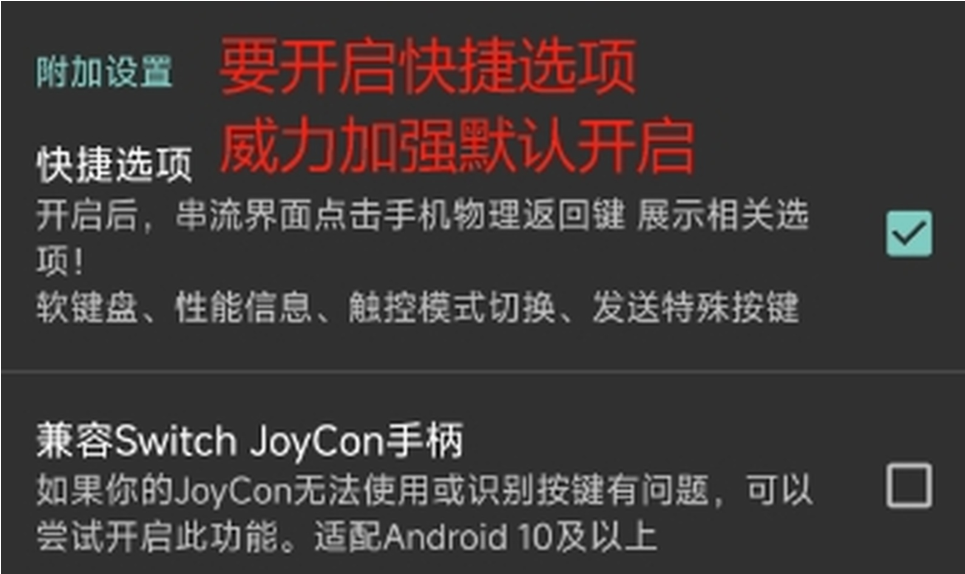 附加设置
要开启快捷选项
威力加强默认开启
快捷选项
开启后，串流界面点击手机物理返回键 展示相关选
项！
软键盘、性能信息、触控模式切换、发送特殊按键
兼容Switch JoyCon手柄
如果你的JoyCon无法使用或识别按键有问题，可以
尝试开启此功能。适配Android 10及以上